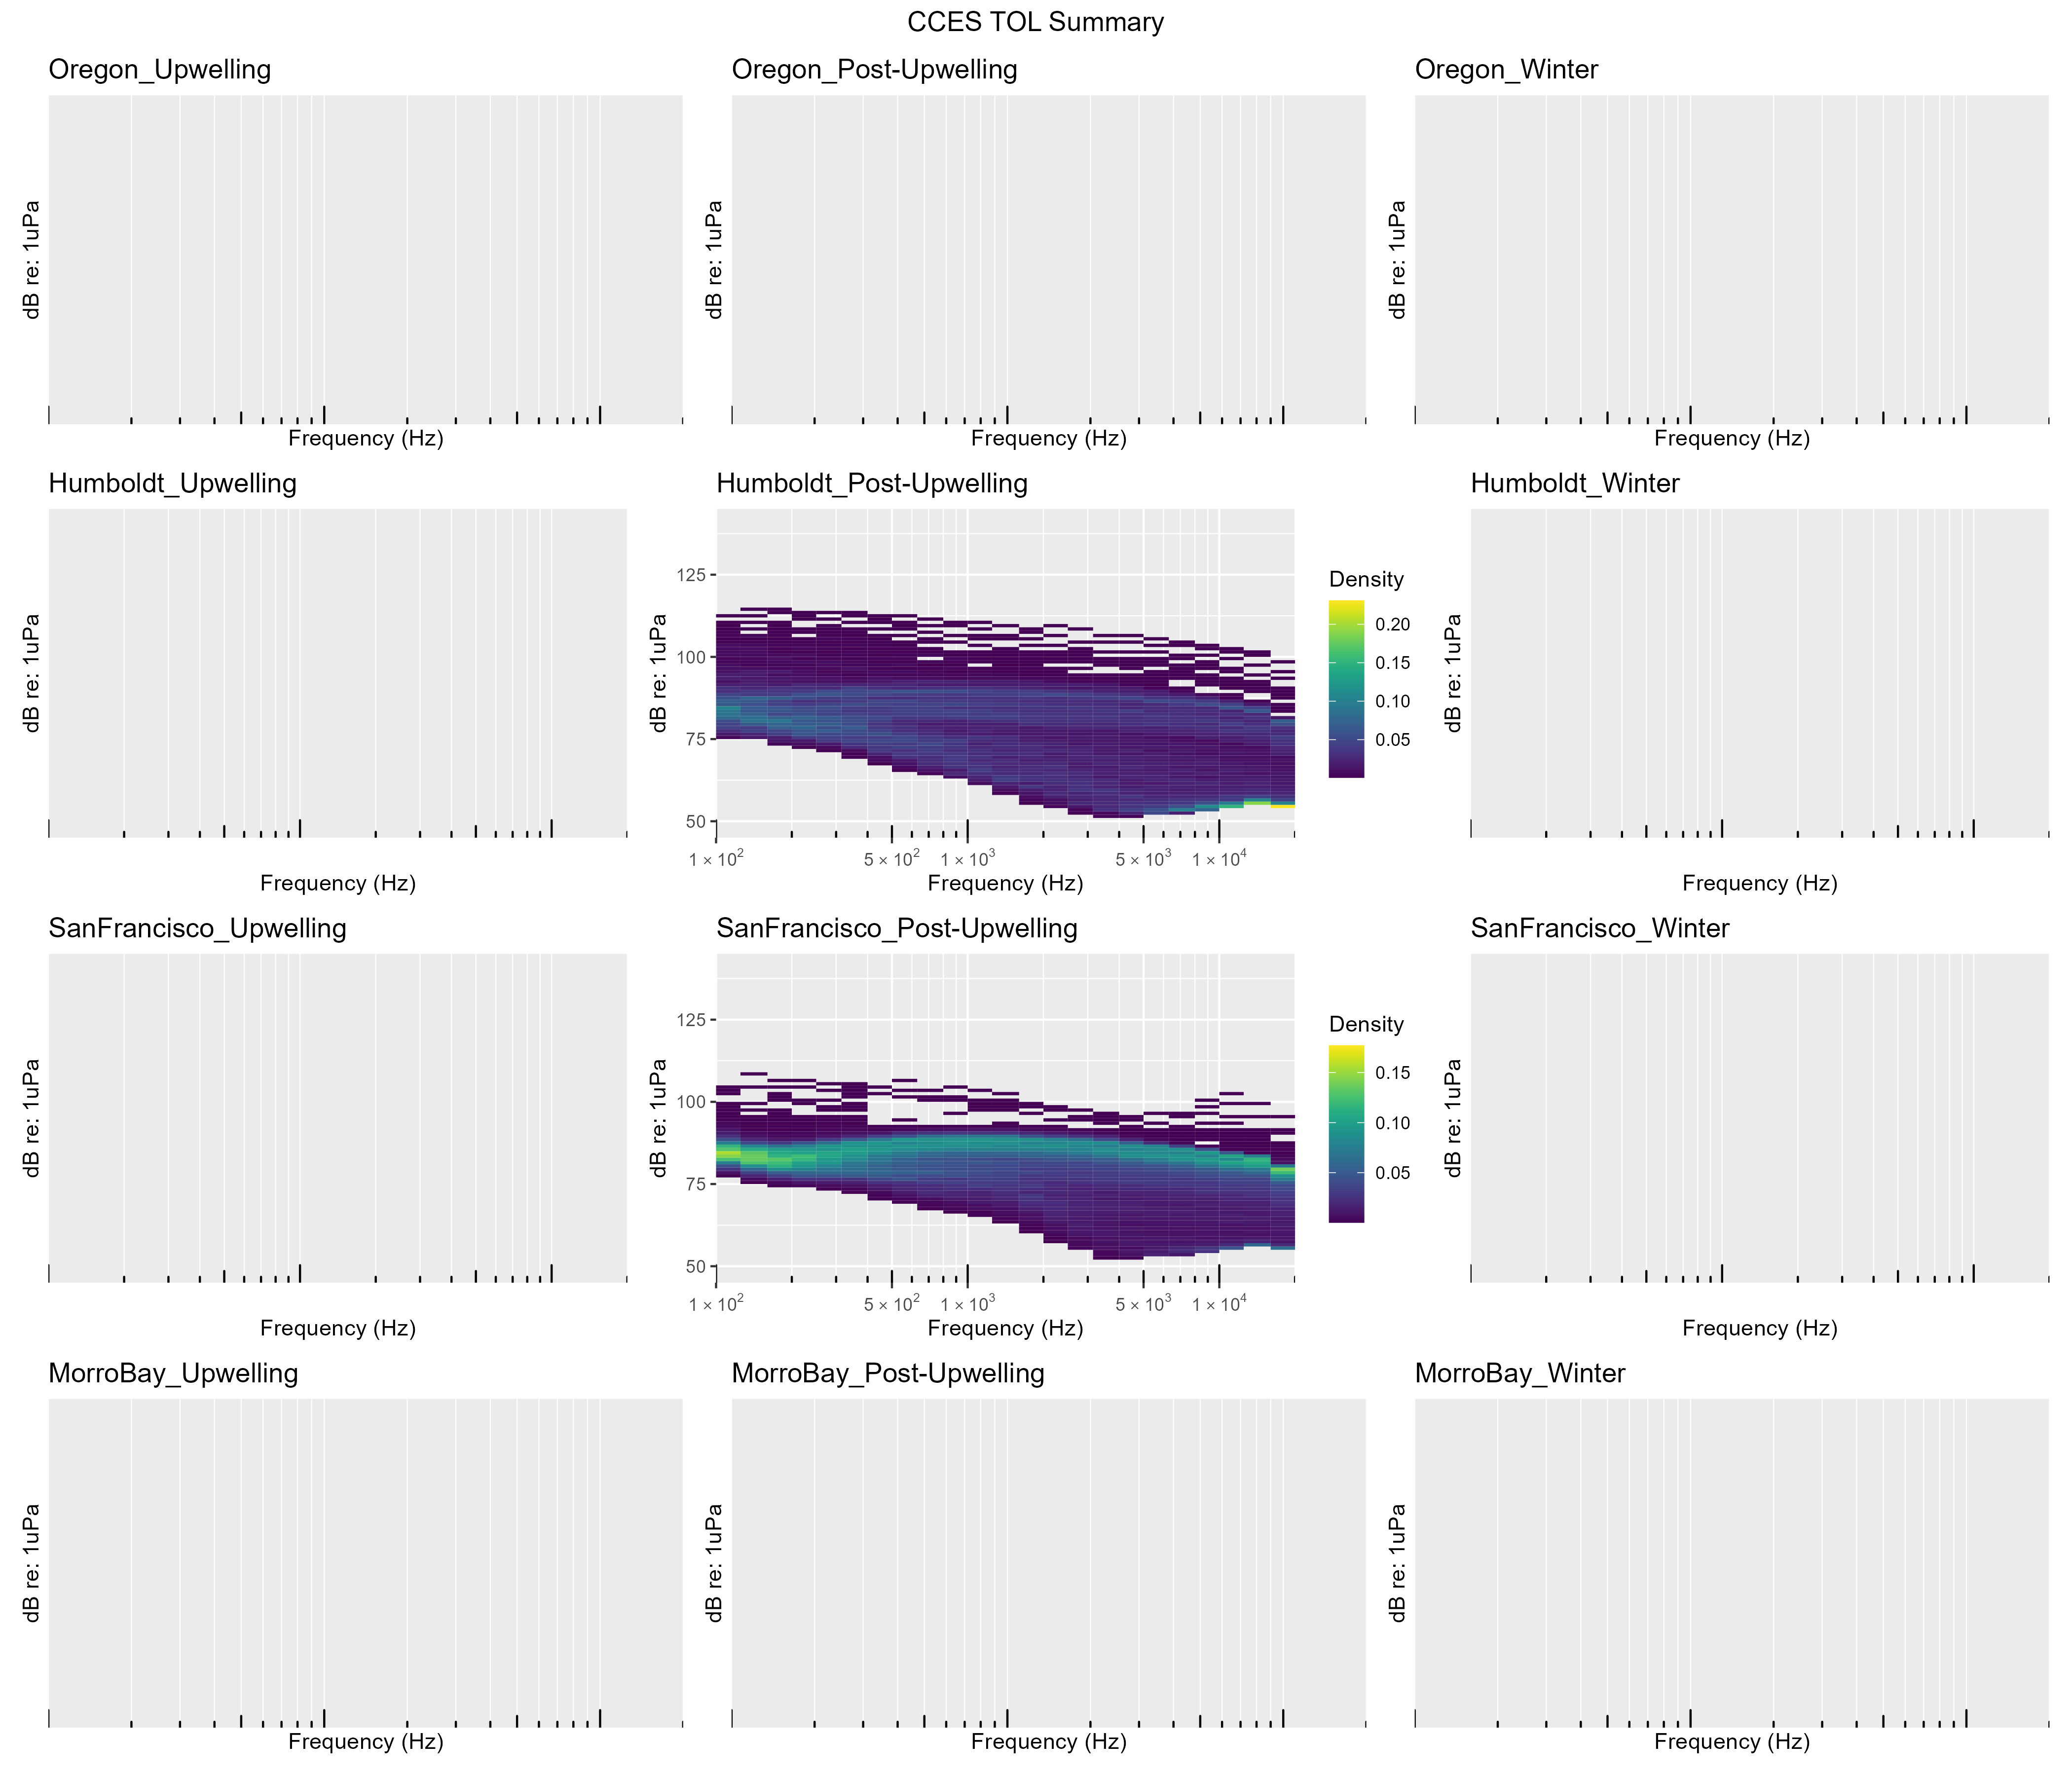 CCES TOL Summary
Oregon_Upwelling
Oregon_Post-Upwelling
Oregon_Winter
dB re: 1uPa
dB re: 1uPa
dB re: 1uPa
Frequency (Hz)
Frequency (Hz)
Frequency (Hz)
Humboldt_Upwelling
Humboldt_Post-Upwelling
Humboldt_Winter
dB re: 1uPa
dB re: 1uPa
125
100
75
50
Density
0.20
0.15
0.10
0.05
dB re: 1uPa
1 × 10²
5 × 10²
1 × 10³
5 × 10³
1 × 10⁴
Frequency (Hz)
Frequency (Hz)
Frequency (Hz)
SanFrancisco_Upwelling
SanFrancisco_Post-Upwelling
SanFrancisco_Winter
dB re: 1uPa
dB re: 1uPa
125
100
75
50
Density
0.15
0.10
0.05
dB re: 1uPa
1 × 10²
5 × 10²
1 × 10³
5 × 10³
1 × 10⁴
Frequency (Hz)
Frequency (Hz)
Frequency (Hz)
MorroBay_Upwelling
MorroBay_Post-Upwelling
MorroBay_Winter
dB re: 1uPa
dB re: 1uPa
dB re: 1uPa
Frequency (Hz)
Frequency (Hz)
Frequency (Hz)